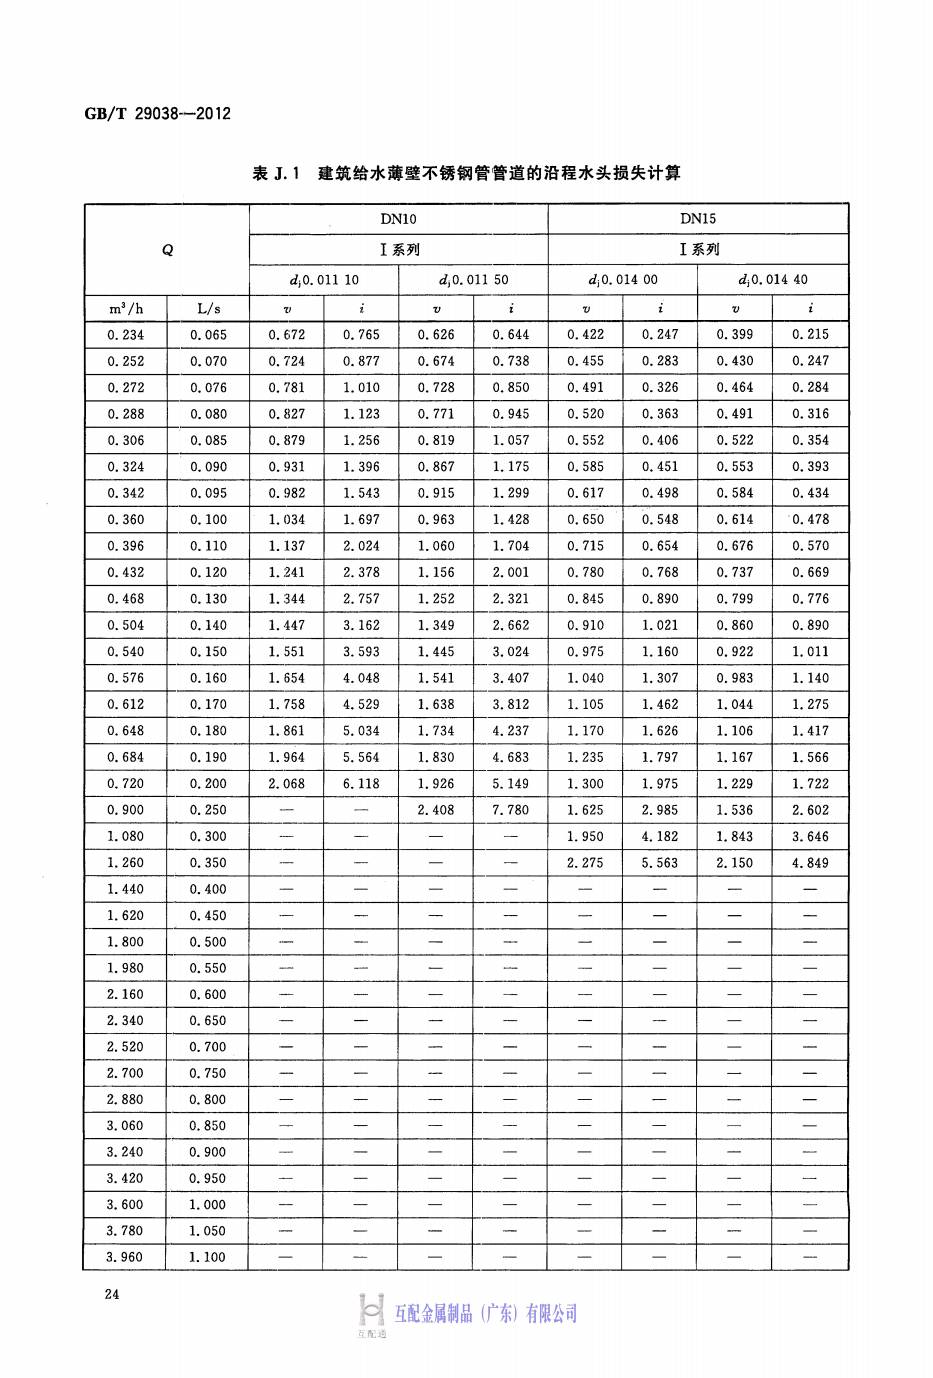 GB/T 29038—2012
表 J.1 建筑给水薄壁不锈钢管管道的沿程水头损失计算
Q DN10 DN15
Ⅰ系列 Ⅰ系列
dj0.011 10 dj0.011 50 dj0.014 00 dj0.014 40
m³/h L/s v i v i v i v i
0.234 0.065 0.672 0.765 0.626 0.644 0.422 0.247 0.399 0.215
0.252 0.070 0.724 0.877 0.674 0.738 0.455 0.283 0.430 0.247
0.272 0.076 0.781 1.010 0.728 0.850 0.491 0.326 0.464 0.284
0.288 0.080 0.827 1.123 0.771 0.945 0.520 0.363 0.491 0.316
0.306 0.085 0.879 1.256 0.819 1.057 0.552 0.406 0.522 0.354
0.324 0.090 0.931 1.396 0.867 1.175 0.585 0.451 0.553 0.393
0.342 0.095 0.982 1.543 0.915 1.299 0.617 0.498 0.584 0.434
0.360 0.100 1.034 1.697 0.963 1.428 0.650 0.548 0.614 0.478
0.396 0.110 1.137 2.024 1.060 1.704 0.715 0.654 0.676 0.570
0.432 0.120 1.241 2.378 1.156 2.001 0.780 0.768 0.737 0.669
0.468 0.130 1.344 2.757 1.252 2.321 0.845 0.890 0.799 0.776
0.504 0.140 1.447 3.162 1.349 2.662 0.910 1.021 0.860 0.890
0.540 0.150 1.551 3.593 1.445 3.024 0.975 1.160 0.922 1.011
0.576 0.160 1.654 4.048 1.541 3.407 1.040 1.307 0.983 1.140
0.612 0.170 1.758 4.529 1.638 3.812 1.105 1.462 1.044 1.275
0.648 0.180 1.861 5.034 1.734 4.237 1.170 1.626 1.106 1.417
0.684 0.190 1.964 5.564 1.830 4.683 1.235 1.797 1.167 1.566
0.720 0.200 2.068 6.118 1.926 5.149 1.300 1.975 1.229 1.722
0.900 0.250 — — 2.408 7.780 1.625 2.985 1.536 2.602
1.080 0.300 — — — — 1.950 4.182 1.843 3.646
1.260 0.350 — — — — 2.275 5.563 2.150 4.849
1.440 0.400 — — — — — — — —
1.620 0.450 — — — — — — — —
1.800 0.500 — — — — — — — —
1.980 0.550 — — — — — — — —
2.160 0.600 — — — — — — — —
2.340 0.650 — — — — — — — —
2.520 0.700 — — — — — — — —
2.700 0.750 — — — — — — — —
2.880 0.800 — — — — — — — —
3.060 0.850 — — — — — — — —
3.240 0.900 — — — — — — — —
3.420 0.950 — — — — — — — —
3.600 1.000 — — — — — — — —
3.780 1.050 — — — — — — — —
3.960 1.100 — — — — — — — —
24
互配金属制品（广东）有限公司
互配通